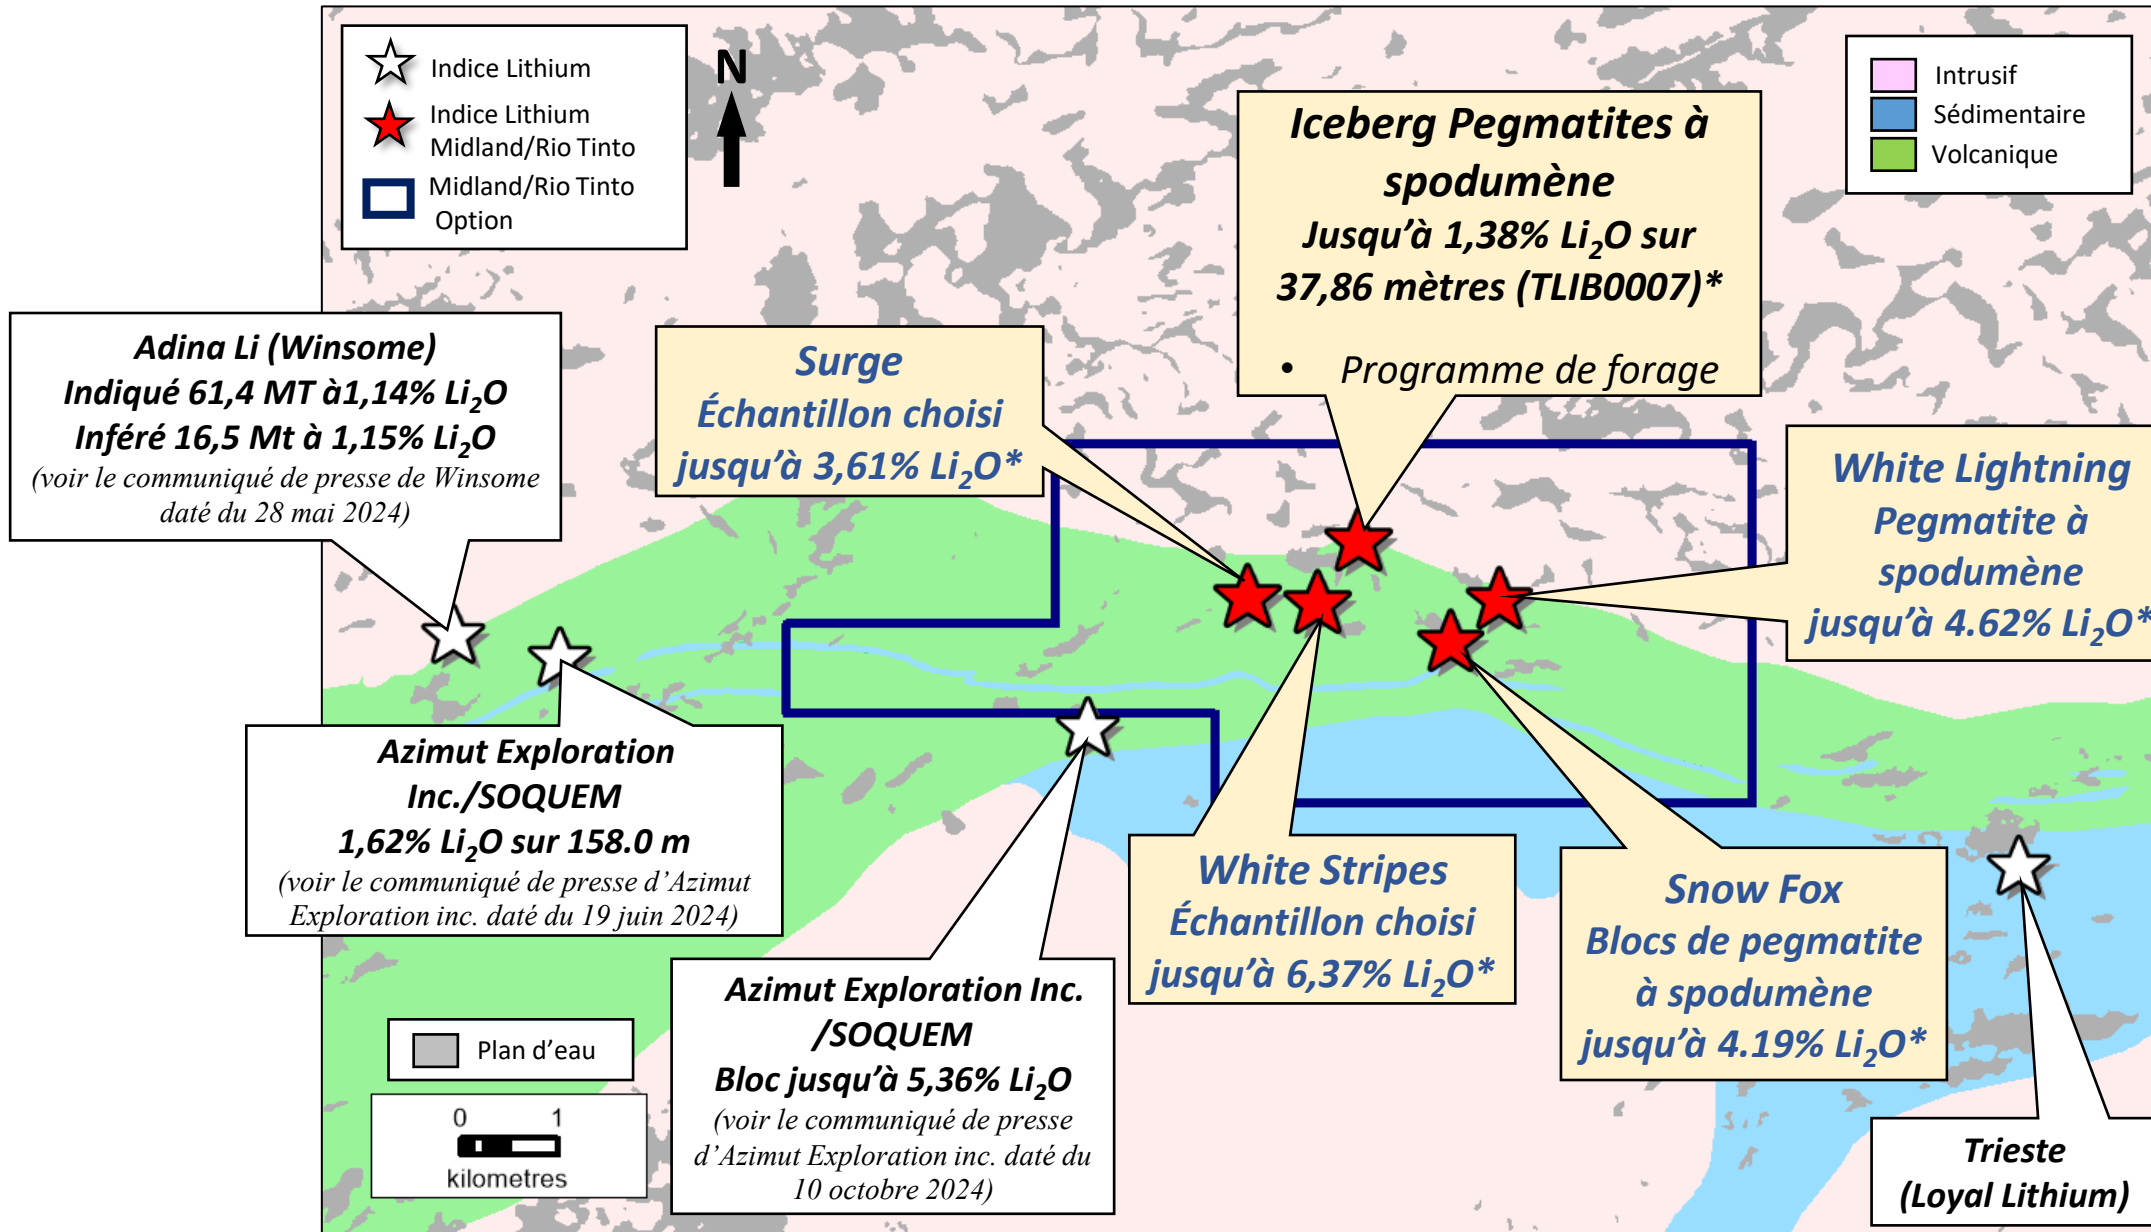 Indice Lithium
Indice Lithium
Midland/Rio Tinto
Midland/Rio Tinto
Option
N
Intrusif
Sédimentaire
Volcanique
Iceberg Pegmatites à
spodumène
Jusqu’à 1,38% Li₂O sur
37,86 mètres (TLIB0007)*
• Programme de forage
Adina Li (Winsome)
Indiqué 61,4 MT à1,14% Li₂O
Inféré 16,5 Mt à 1,15% Li₂O
(voir le communiqué de presse de Winsome
daté du 28 mai 2024)
Surge
Échantillon choisi
jusqu’à 3,61% Li₂O*
White Lightning
Pegmatite à
spodumène
jusqu’à 4.62% Li₂O*
Azimut Exploration
Inc./SOQUEM
1,62% Li₂O sur 158.0 m
(voir le communiqué de presse d’Azimut
Exploration inc. daté du 19 juin 2024)
White Stripes
Échantillon choisi
jusqu’à 6,37% Li₂O*
Snow Fox
Blocs de pegmatite
à spodumène
jusqu’à 4.19% Li₂O*
Azimut Exploration Inc.
/SOQUEM
Bloc jusqu’à 5,36% Li₂O
(voir le communiqué de presse
d’Azimut Exploration inc. daté du
10 octobre 2024)
Plan d’eau
0 1
kilometres
Trieste
(Loyal Lithium)